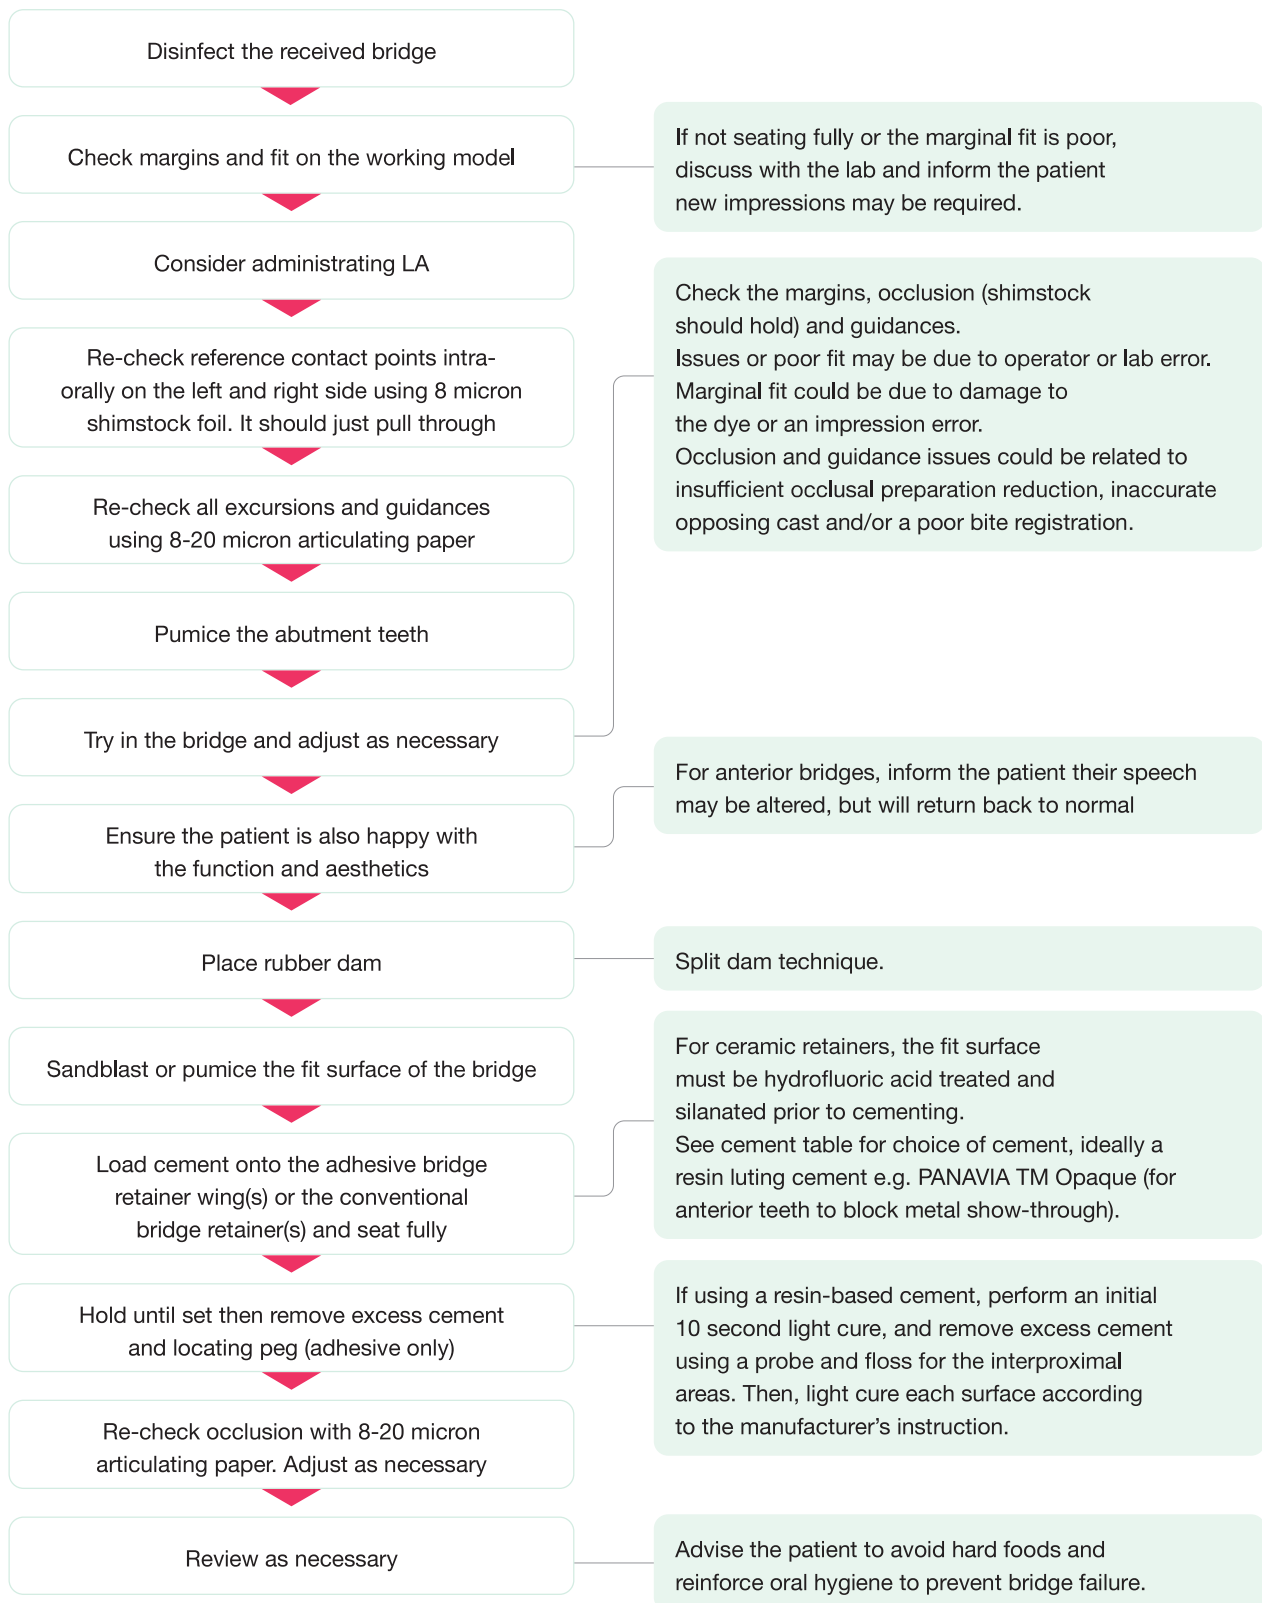 Disinfect the received bridge
Check margins and fit on the working model
If not seating fully or the marginal fit is poor,
discuss with the lab and inform the patient
new impressions may be required.
Consider administrating LA
Re-check reference contact points intra-
orally on the left and right side using 8 micron
shimstock foil. It should just pull through
Re-check all excursions and guidances
using 8-20 micron articulating paper
Pumice the abutment teeth
Try in the bridge and adjust as necessary
Check the margins, occlusion (shimstock
should hold) and guidances.
Issues or poor fit may be due to operator or lab error.
Marginal fit could be due to damage to
the dye or an impression error.
Occlusion and guidance issues could be related to
insufficient occlusal preparation reduction, inaccurate
opposing cast and/or a poor bite registration.
Ensure the patient is also happy with
the function and aesthetics
For anterior bridges, inform the patient their speech
may be altered, but will return back to normal
Place rubber dam
Split dam technique.
Sandblast or pumice the fit surface of the bridge
Load cement onto the adhesive bridge
retainer wing(s) or the conventional
bridge retainer(s) and seat fully
For ceramic retainers, the fit surface
must be hydrofluoric acid treated and
silanated prior to cementing.
See cement table for choice of cement, ideally a
resin luting cement e.g. PANAVIA TM Opaque (for
anterior teeth to block metal show-through).
Hold until set then remove excess cement
and locating peg (adhesive only)
If using a resin-based cement, perform an initial
10 second light cure, and remove excess cement
using a probe and floss for the interproximal
areas. Then, light cure each surface according
to the manufacturer's instruction.
Re-check occlusion with 8-20 micron
articulating paper. Adjust as necessary
Review as necessary
Advise the patient to avoid hard foods and
reinforce oral hygiene to prevent bridge failure.